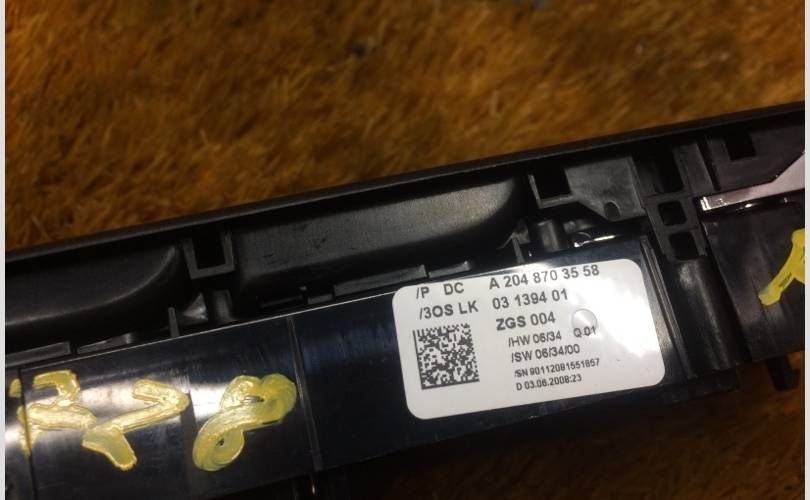 /P DC A 204 870 35 58
/3OS LK 03 1394 01
ZGS 004
/HW 06/34 Q 01
/SW 06/34/00
/SN 90112081551657
D 03.06.2008:23